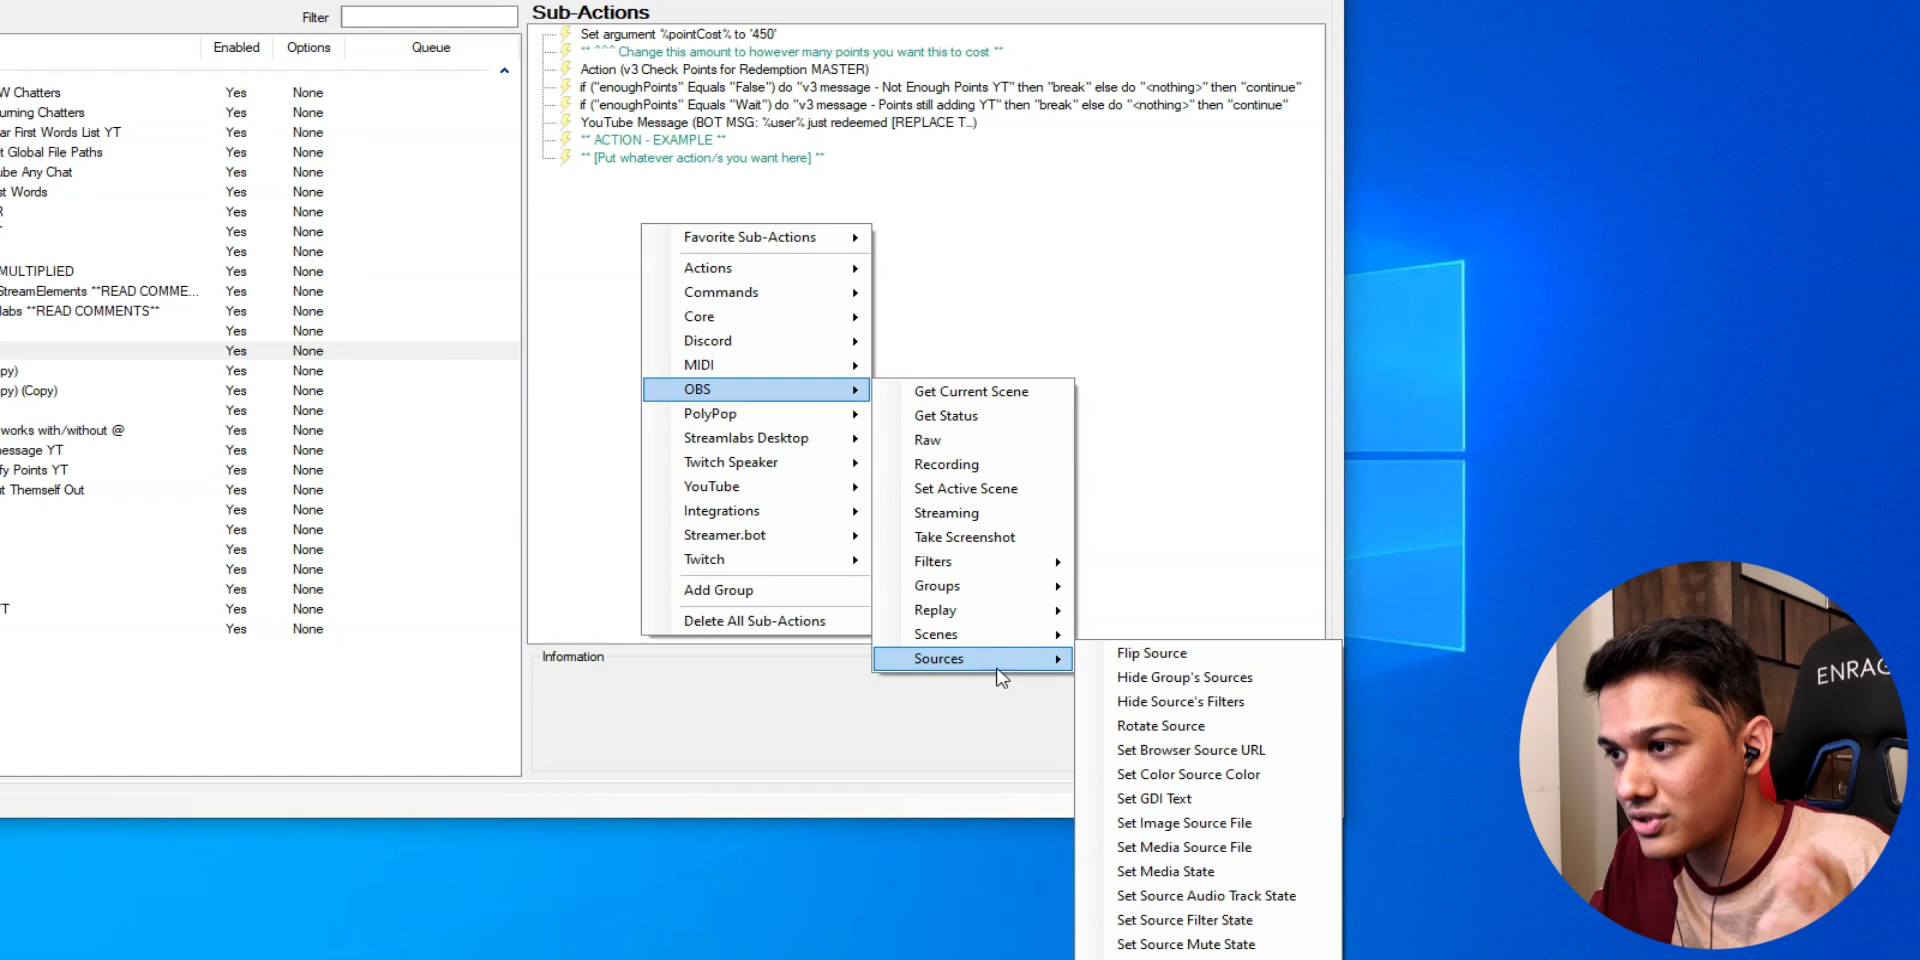 Filter
Enabled Options Queue
W Chatters Yes None
urning Chatters Yes None
ar First Words List YT Yes None
t Global File Paths Yes None
ube Any Chat Yes None
st Words Yes None
R Yes None
Yes None
Yes None
MULTIPLIED Yes None
StreamElements **READ COMME... Yes None
labs **READ COMMENTS** Yes None
Yes None
Yes None
py) Yes None
py) (Copy) Yes None
Yes None
works with/without @ Yes None
essage YT Yes None
fy Points YT Yes None
t Themself Out Yes None
Yes None
Yes None
Yes None
Yes None
Yes None
T Yes None
Yes None
Sub-Actions
Set argument %pointCost% to '450'
** ^^^ Change this amount to however many points you want this to cost **
Action (v3 Check Points for Redemption MASTER)
if ("enoughPoints" Equals "False") do "v3 message - Not Enough Points YT" then "break" else do "<nothing>" then "continue"
if ("enoughPoints" Equals "Wait") do "v3 message - Points still adding YT" then "break" else do "<nothing>" then "continue"
YouTube Message (BOT MSG: %user% just redeemed [REPLACE T...)
** ACTION - EXAMPLE **
** [Put whatever action/s you want here] **
Favorite Sub-Actions
Actions
Commands
Core
Discord
MIDI
OBS
PolyPop
Streamlabs Desktop
Twitch Speaker
YouTube
Integrations
Streamer.bot
Twitch
Add Group
Delete All Sub-Actions
Information
Get Current Scene
Get Status
Raw
Recording
Set Active Scene
Streaming
Take Screenshot
Filters
Groups
Replay
Scenes
Sources
Flip Source
Hide Group's Sources
Hide Source's Filters
Rotate Source
Set Browser Source URL
Set Color Source Color
Set GDI Text
Set Image Source File
Set Media Source File
Set Media State
Set Source Audio Track State
Set Source Filter State
Set Source Mute State
ENRAG